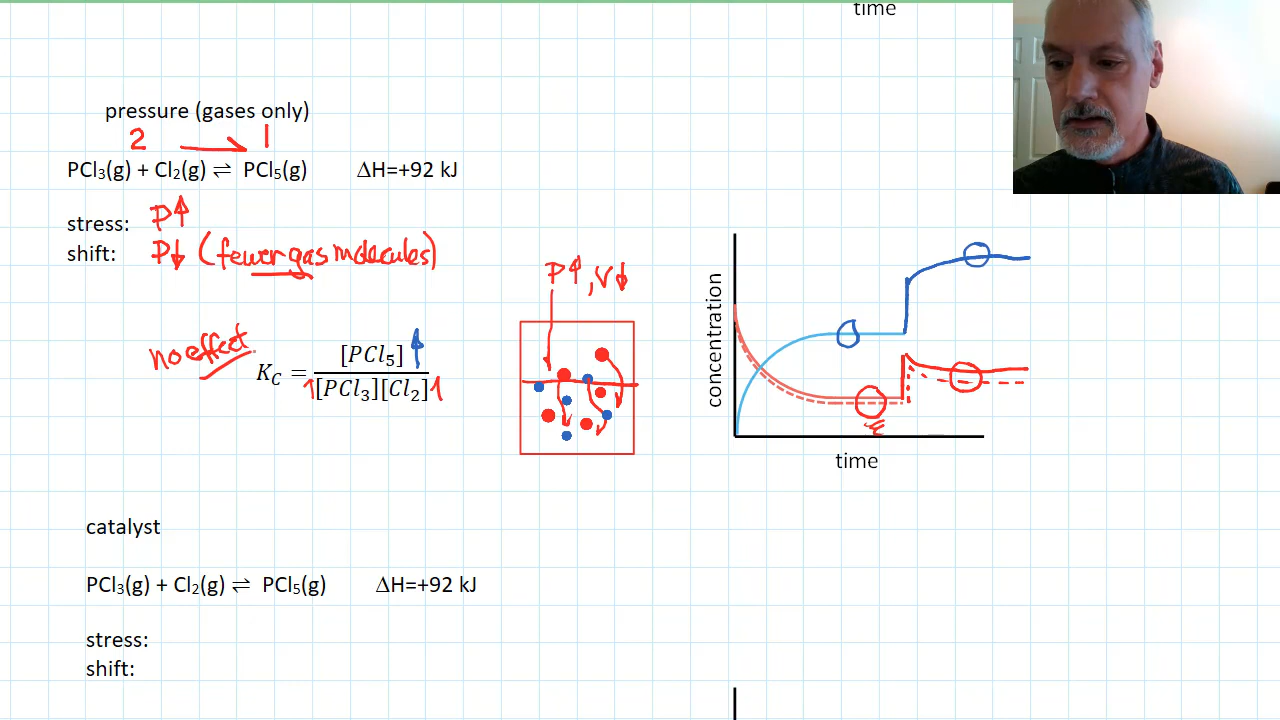 time
pressure (gases only)
2 → 1
PCl₃(g) + Cl₂(g) ⇌ PCl₅(g) ΔH=+92 kJ
stress: P↑
shift: P↓ (fewer gas molecules)
P↑, V↓
no effect
K_C = [PCl₅]↑ / ↑[PCl₃][Cl₂]↑
concentration
time
catalyst
PCl₃(g) + Cl₂(g) ⇌ PCl₅(g) ΔH=+92 kJ
stress:
shift: